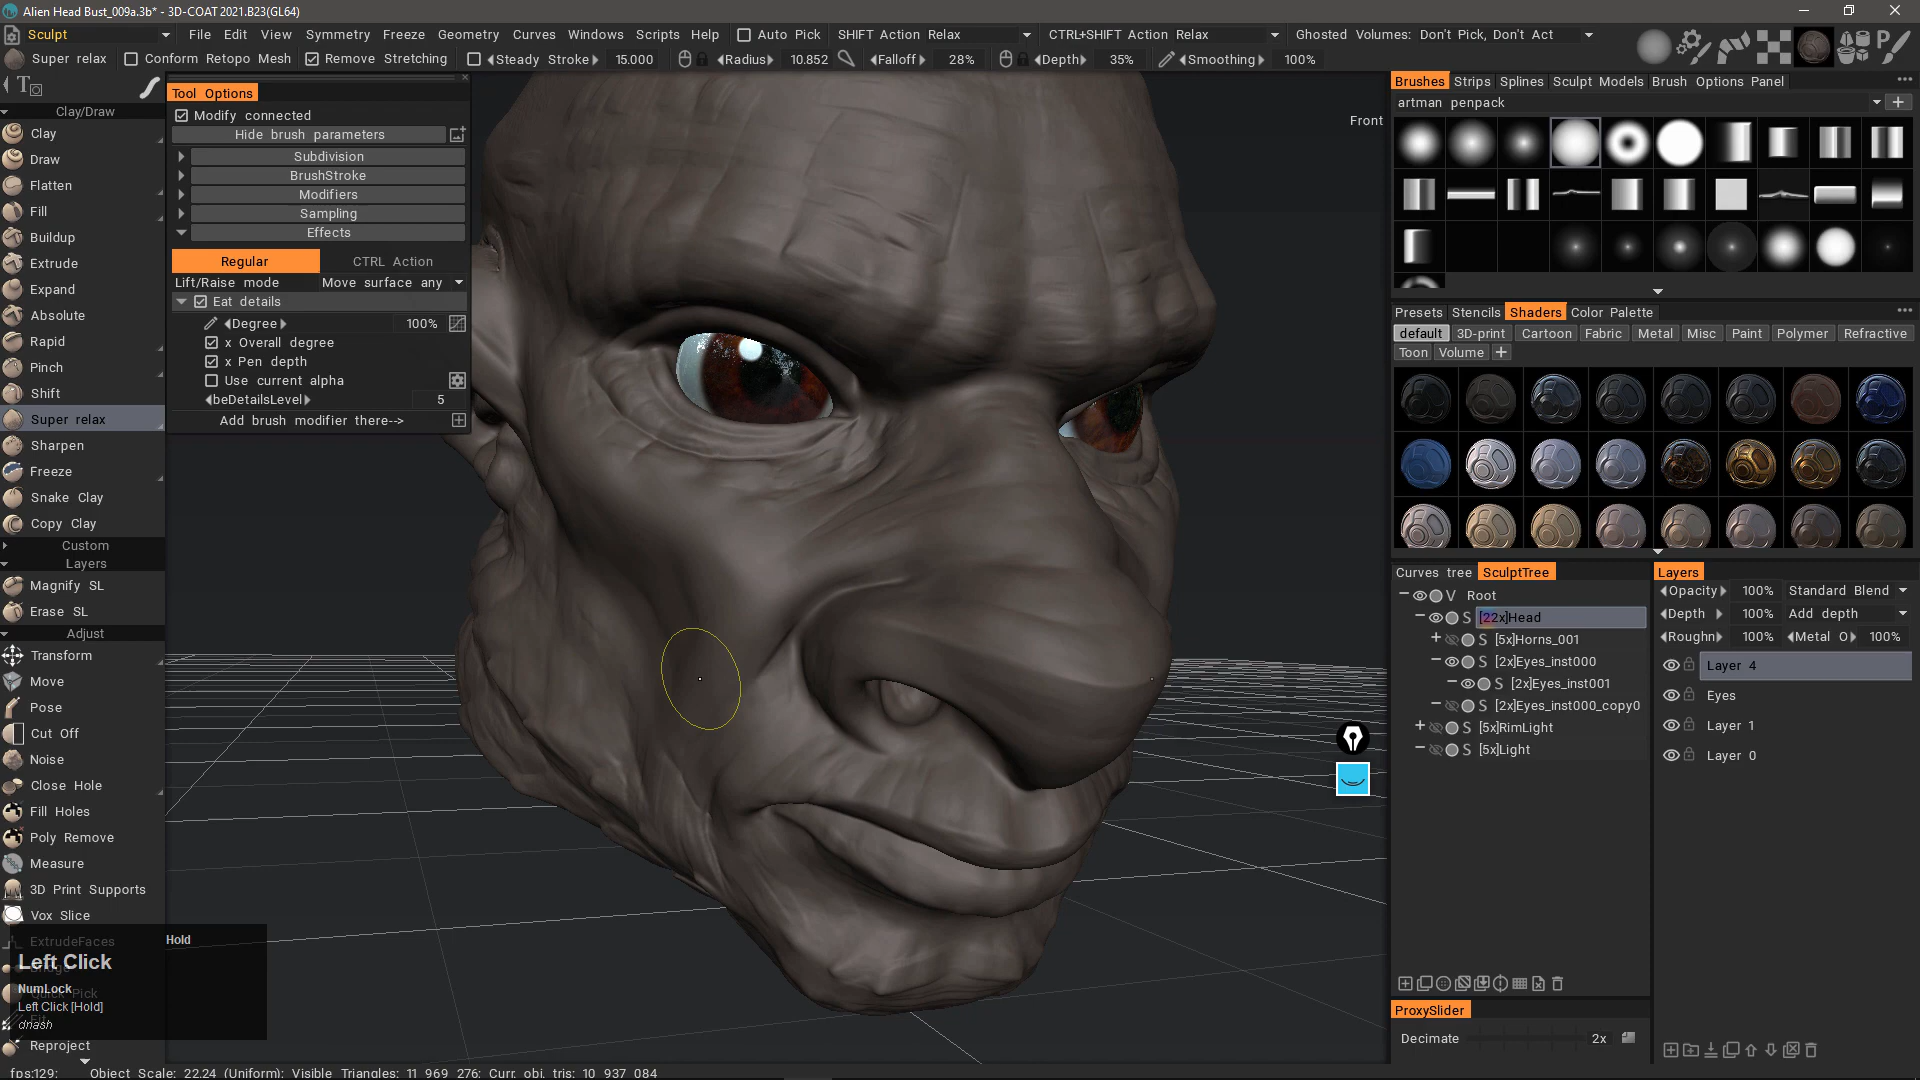 Alien Head Bust_009a.3b* - 3D-COAT 2021.B23(GL64)
Sculpt File Edit View Symmetry Freeze Geometry Curves Windows Scripts Help Auto Pick SHIFT Action Relax CTRL+SHIFT Action Relax Ghosted Volumes: Don't Pick, Don't Act
Super relax Conform Retopo Mesh Remove Stretching Steady Stroke 15.000 Radius 10.852 Falloff 28% Depth 35% Smoothing 100%
Clay/Draw
Clay
Draw
Flatten
Fill
Buildup
Extrude
Expand
Absolute
Rapid
Pinch
Shift
Super relax
Sharpen
Freeze
Snake Clay
Copy Clay
Custom
Layers
Magnify SL
Erase SL
Adjust
Transform
Move
Pose
Cut Off
Noise
Close Hole
Fill Holes
Poly Remove
Measure
3D Print Supports
Vox Slice
ExtrudeFaces
Quick Pick
Reproject
Hold
Left Click
NumLock
Left Click [Hold]
dnash
Tool Options
Modify connected
Hide brush parameters
Subdivision
BrushStroke
Modifiers
Sampling
Effects
Regular CTRL Action
Lift/Raise mode Move surface any
Eat details
Degree 100%
x Overall degree
x Pen depth
Use current alpha
beDetailsLevel 5
Add brush modifier there-->
Front
Brushes Strips Splines Sculpt Models Brush Options Panel
artman penpack
Presets Stencils Shaders Color Palette
default 3D-print Cartoon Fabric Metal Misc Paint Polymer Refractive
Toon Volume
Curves tree SculptTree
V Root
S [22x]Head
S [5x]Horns_001
S [2x]Eyes_inst000
S [2x]Eyes_inst001
S [2x]Eyes_inst000_copy0
S [5x]RimLight
S [5x]Light
Layers
Opacity 100% Standard Blend
Depth 100% Add depth
Roughn 100% Metal O 100%
Layer 4
Eyes
Layer 1
Layer 0
ProxySlider
Decimate 2x
fps:129; Object Scale: 22.24 (Uniform); Visible Triangles: 11 969 276; Curr. obj. tris: 10 937 084